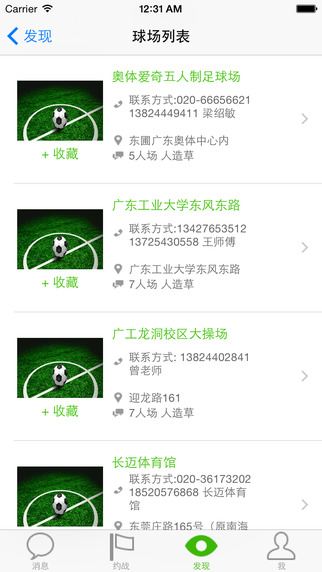 Carrier 12:31 AM
发现 球场列表
奥体爱奇五人制足球场
联系方式:020-66656621
13824449411 梁绍敏
东圃广东奥体中心内
5人场 人造草
+ 收藏
广东工业大学东风东路
联系方式:13427653512
13725430558 王师傅
广东工业大学东风东路
7人场 人造草
+ 收藏
广工龙洞校区大操场
联系方式: 13824402841
曾老师
迎龙路161
7人场 人造草
+ 收藏
长迈体育馆
联系方式:020-36173202
18520576868 长迈体育
馆
东莞庄路165号（原南海
消息 约战 发现 我